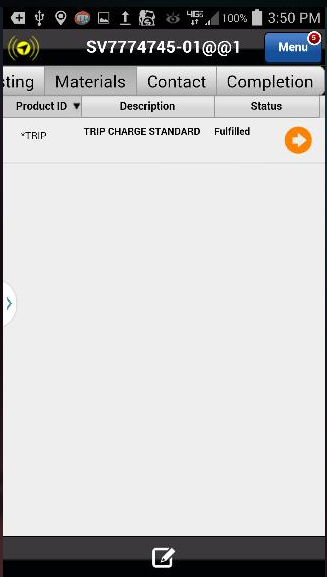 4G 100% 3:50 PM
SV7774745-01@@1 Menu 5
sting Materials Contact Completion
Product ID ▼ Description Status
*TRIP TRIP CHARGE STANDARD Fulfilled